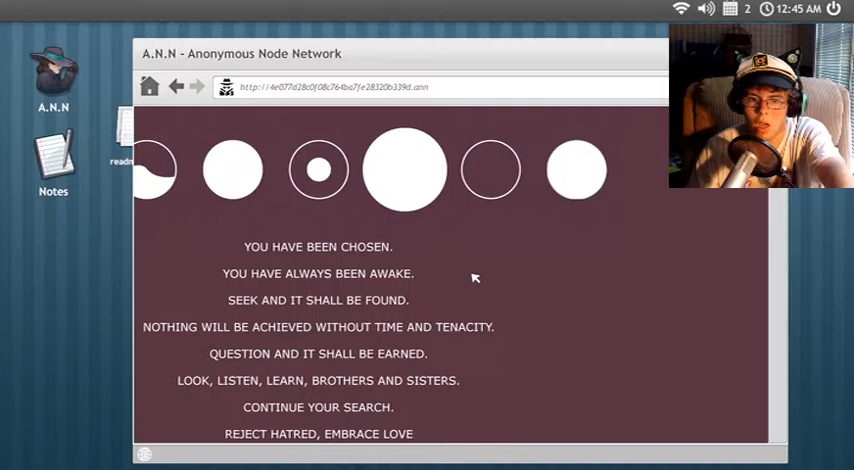 2 12:45 AM
A.N.N - Anonymous Node Network
http://4e077d28c0f08c764ba7fe28320b339d.ann
A.N.N
readm
Notes
YOU HAVE BEEN CHOSEN.
YOU HAVE ALWAYS BEEN AWAKE.
SEEK AND IT SHALL BE FOUND.
NOTHING WILL BE ACHIEVED WITHOUT TIME AND TENACITY.
QUESTION AND IT SHALL BE EARNED.
LOOK, LISTEN, LEARN, BROTHERS AND SISTERS.
CONTINUE YOUR SEARCH.
REJECT HATRED, EMBRACE LOVE